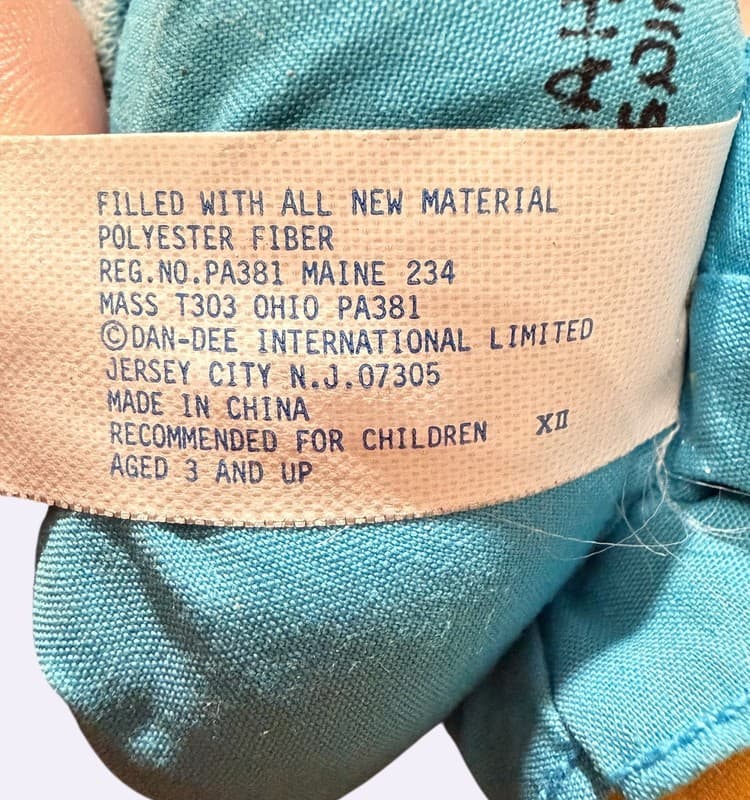 FILLED WITH ALL NEW MATERIAL
POLYESTER FIBER
REG.NO.PA381 MAINE 234
MASS T303 OHIO PA381
©DAN-DEE INTERNATIONAL LIMITED
JERSEY CITY N.J.07305
MADE IN CHINA
RECOMMENDED FOR CHILDREN XII
AGED 3 AND UP